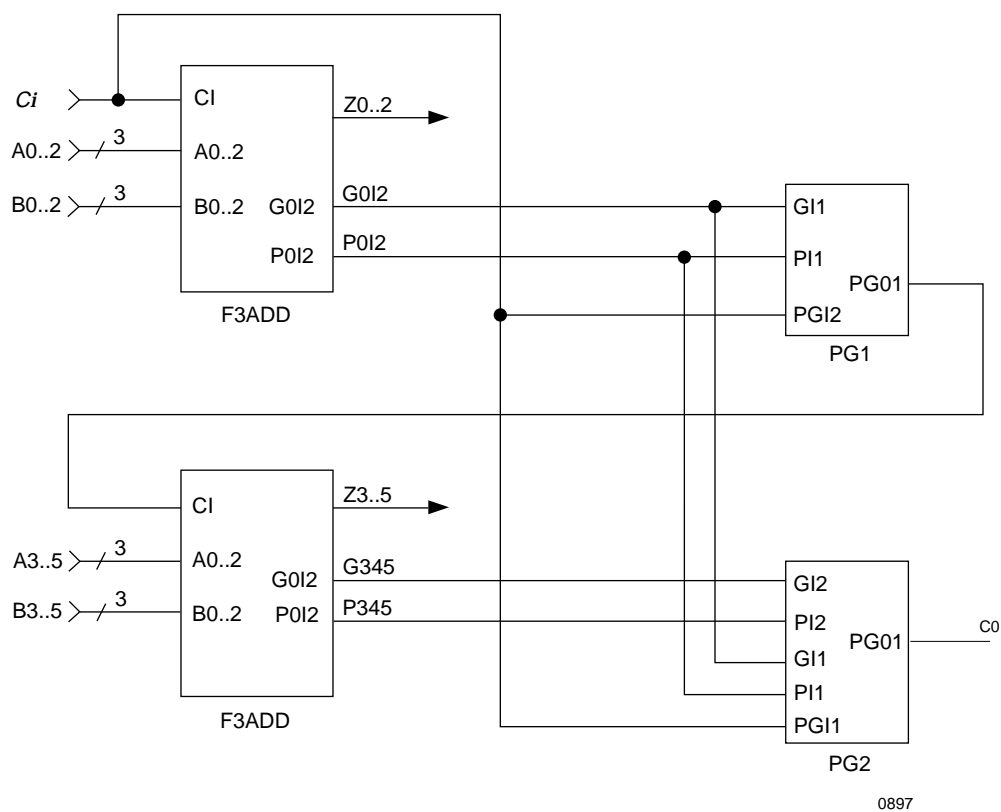 Ci
A0..2
3
B0..2
3
CI
A0..2
B0..2
G0I2
P0I2
F3ADD
Z0..2
G0I2
P0I2
GI1
PI1
PG01
PGI2
PG1
A3..5
3
B3..5
3
CI
A0..2
B0..2
G0I2
P0I2
F3ADD
Z3..5
G345
P345
GI2
PI2
PG01
GI1
PI1
PGI1
PG2
C0
0897